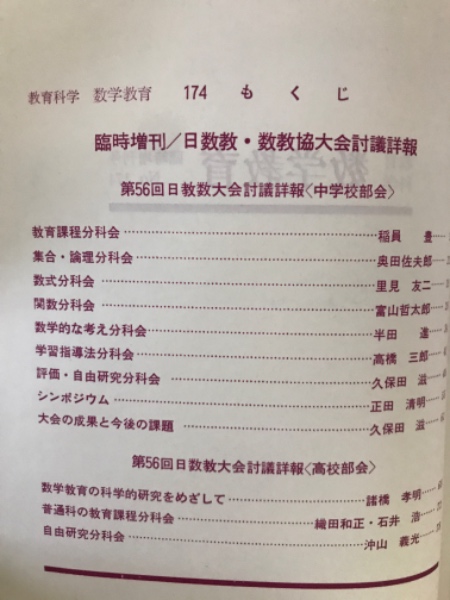 教育科学 数学教育 174 もくじ
臨時増刊／日数教・数教協大会討議詳報
第56回日教数大会討議詳報〈中学校部会〉
教育課程分科会……稲員 豊
集合・論理分科会……奥田佐夫郎
数式分科会……里見 友二
関数分科会……富山哲太郎
数学的な考え分科会……半田 進
学習指導法分科会……高橋 三郎
評価・自由研究分科会……久保田 滋
シンポジウム……正田 清明
大会の成果と今後の課題……久保田 滋
第56回日数教大会討議詳報〈高校部会〉
数学教育の科学的研究をめざして……諸橋 孝明
普通科の教育課程分科会……織田和正・石井 浩
自由研究分科会……沖山 義光